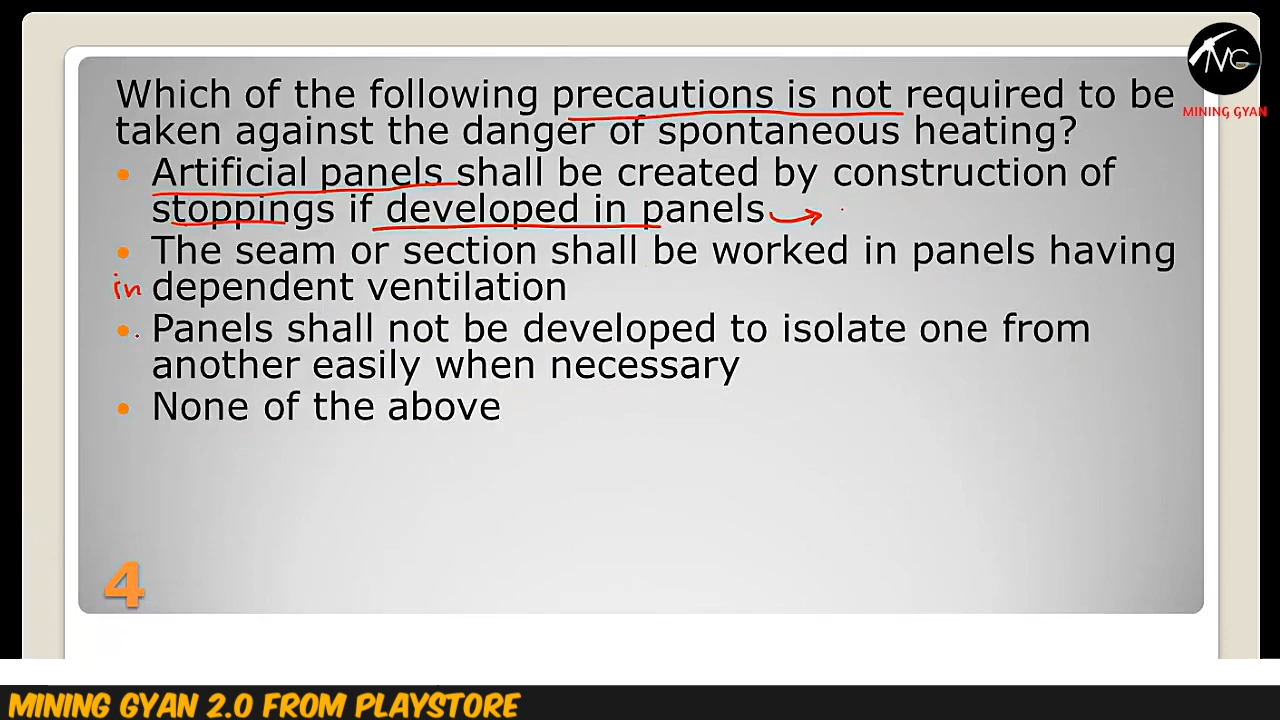 Which of the following precautions is not required to be
taken against the danger of spontaneous heating?
Artificial panels shall be created by construction of
stoppings if developed in panels
The seam or section shall be worked in panels having
in dependent ventilation
Panels shall not be developed to isolate one from
another easily when necessary
None of the above
4
MG
MINING GYAN
MINING GYAN 2.0 FROM PLAYSTORE